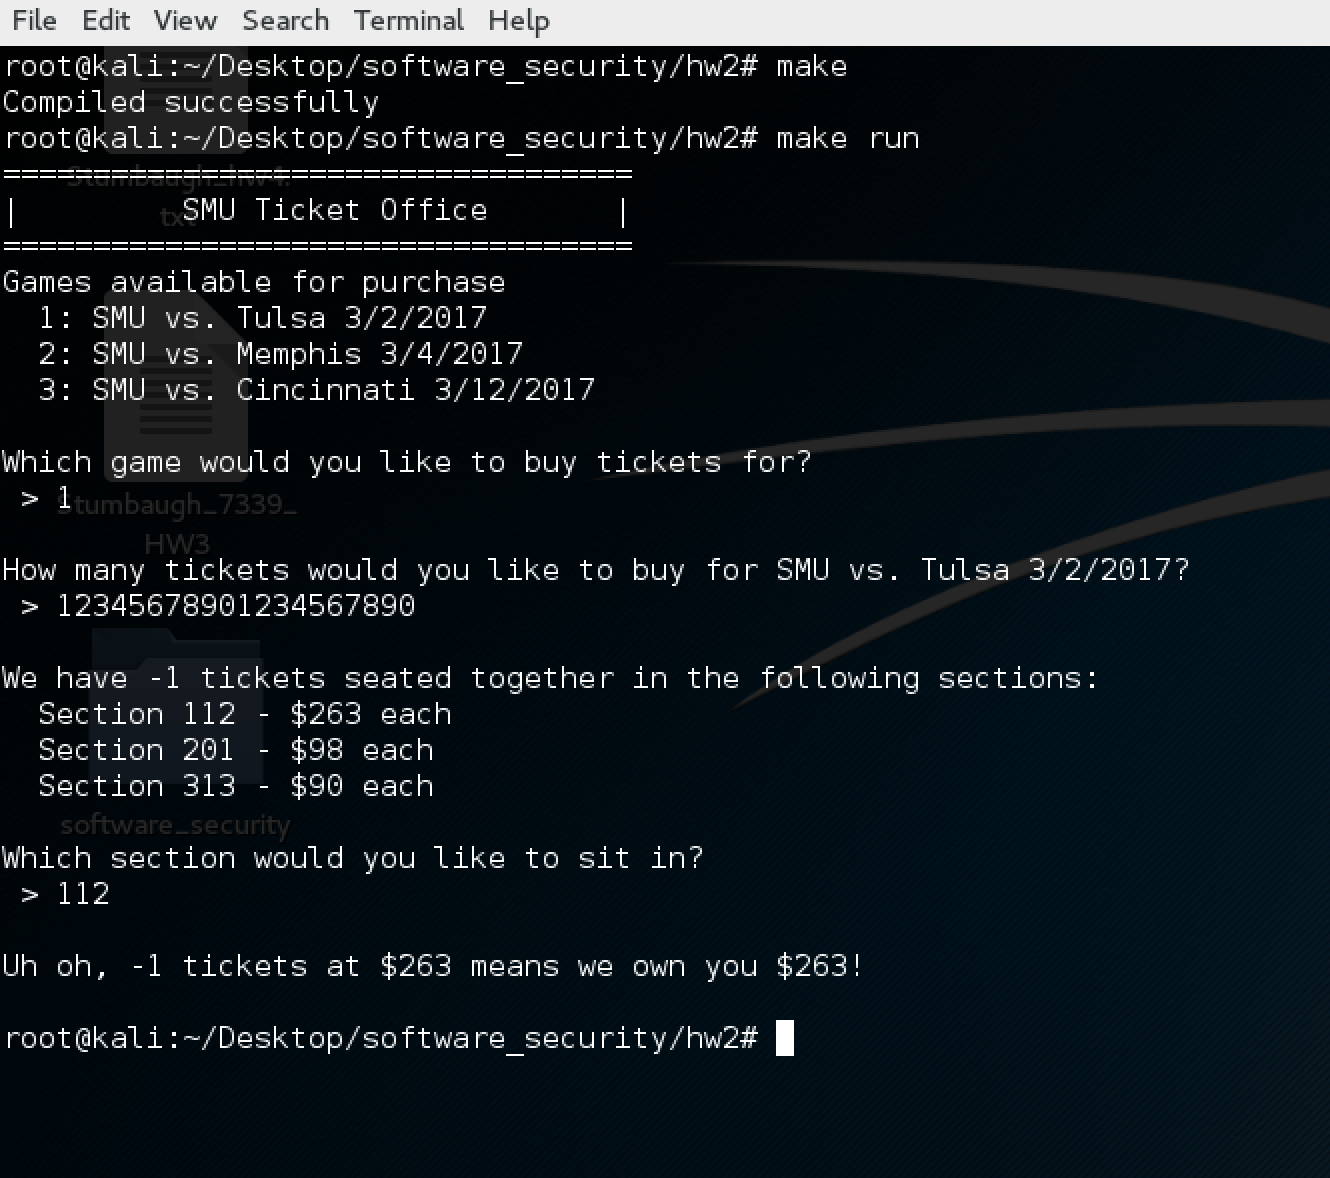 File Edit View Search Terminal Help
root@kali:~/Desktop/software_security/hw2# make
Compiled successfully
root@kali:~/Desktop/software_security/hw2# make run
===================================
|         SMU Ticket Office       |
===================================
Games available for purchase
  1: SMU vs. Tulsa 3/2/2017
  2: SMU vs. Memphis 3/4/2017
  3: SMU vs. Cincinnati 3/12/2017
Which game would you like to buy tickets for?
 > 1
How many tickets would you like to buy for SMU vs. Tulsa 3/2/2017?
 > 12345678901234567890
We have -1 tickets seated together in the following sections:
  Section 112 - $263 each
  Section 201 - $98 each
  Section 313 - $90 each
Which section would you like to sit in?
 > 112
Uh oh, -1 tickets at $263 means we own you $263!
root@kali:~/Desktop/software_security/hw2#
Stumbaugh_hw4.
txt
Stumbaugh_7339_
HW3
software_security